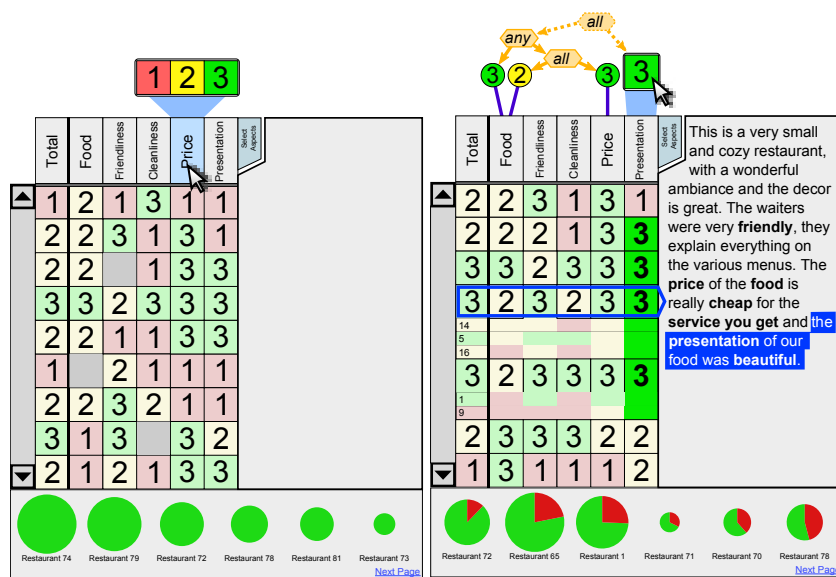 1 2 3
Total Food Friendliness Cleanliness Price Presentation Select Aspects
1 2 1 3 1 1
2 2 3 1 3 1
2 2 1 3 3
3 3 2 3 3 3
2 2 1 1 3 3
1 2 1 1 1
2 2 3 2 1 1
3 1 3 3 2
2 1 2 1 3 3
Restaurant 74 Restaurant 79 Restaurant 72 Restaurant 78 Restaurant 81 Restaurant 73
Next Page
all
any
all
3 2 3 3
Total Food Friendliness Cleanliness Price Presentation Select Aspects
2 2 3 1 3 1
2 2 2 1 3 3
3 3 2 3 3 3
3 2 3 2 3 3
14
5
16
3 2 3 3 3 3
1
9
2 3 3 3 2 2
1 3 1 1 1 2
This is a very small
and cozy restaurant,
with a wonderful
ambiance and the decor
is great. The waiters
were very friendly, they
explain everything on
the various menus. The
price of the food is
really cheap for the
service you get and the
presentation of our
food was beautiful.
Restaurant 72 Restaurant 65 Restaurant 1 Restaurant 71 Restaurant 70 Restaurant 78
Next Page